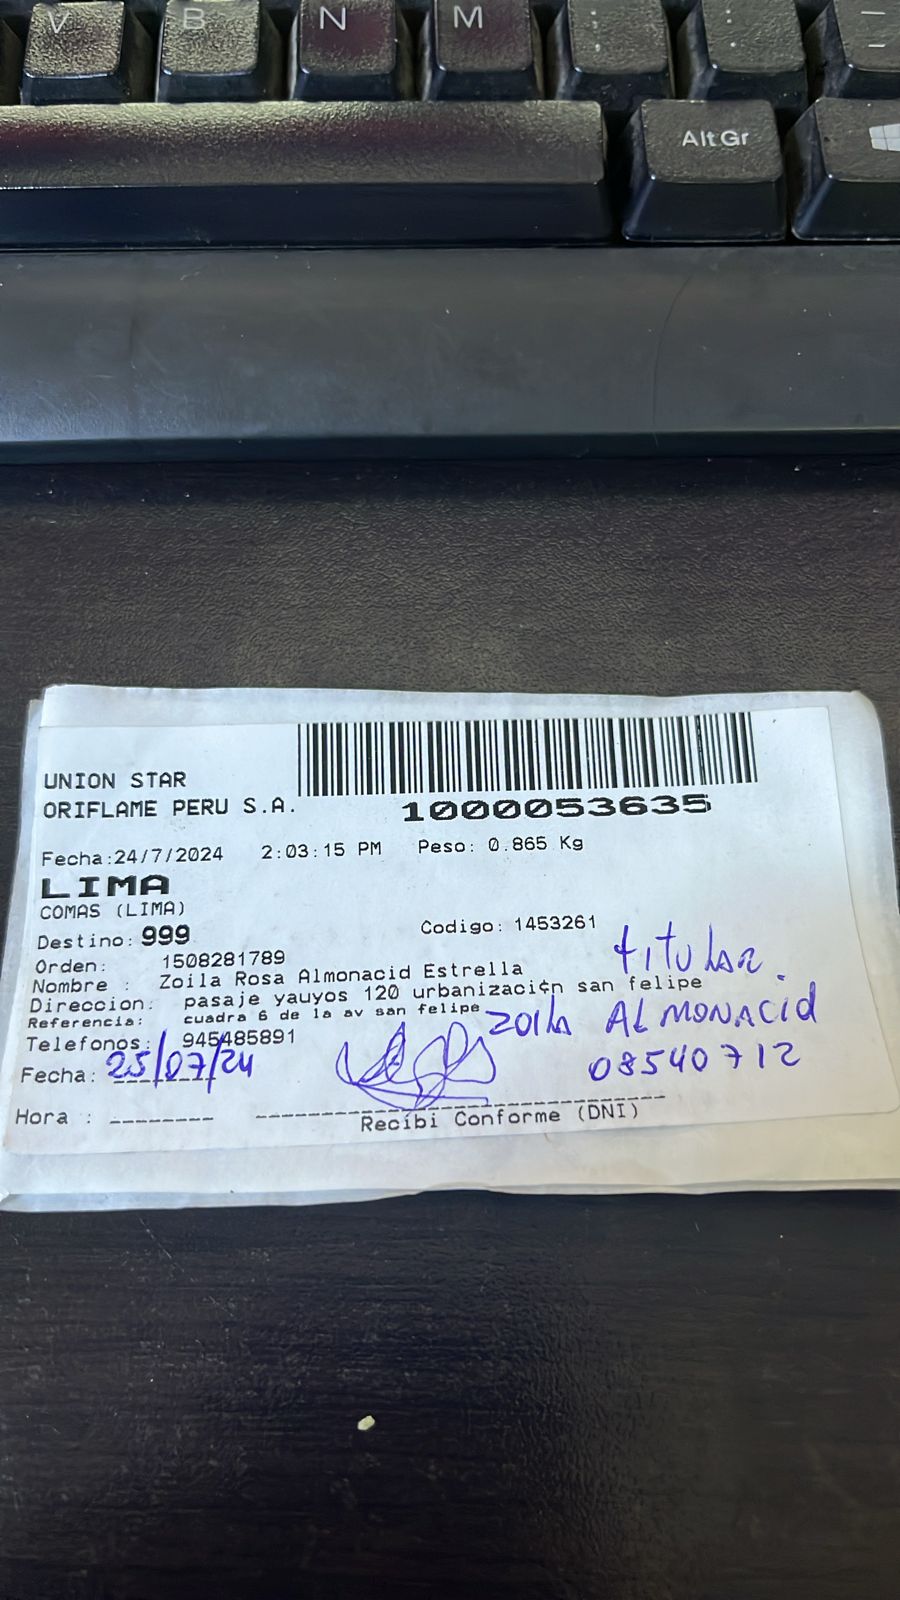 V B N M ; :
, . -
Alt Gr
UNION STAR
ORIFLAME PERU S.A.
1000053635
Fecha:24/7/2024 2:03:15 PM Peso: 0.865 Kg
LIMA
COMAS (LIMA)
Destino: 999 Codigo: 1453261
Orden: 1508281789 titular
Nombre : Zoila Rosa Almonacid Estrella
Direccion: pasaje yauyos 120 urbanizaci¢n san felipe
Referencia: cuadra 6 de la av san felipe zoila ALMONACid
Telefonos: 945485891
Fecha: 25/07/24 08540712
Hora : ________
Recibi Conforme (DNI)